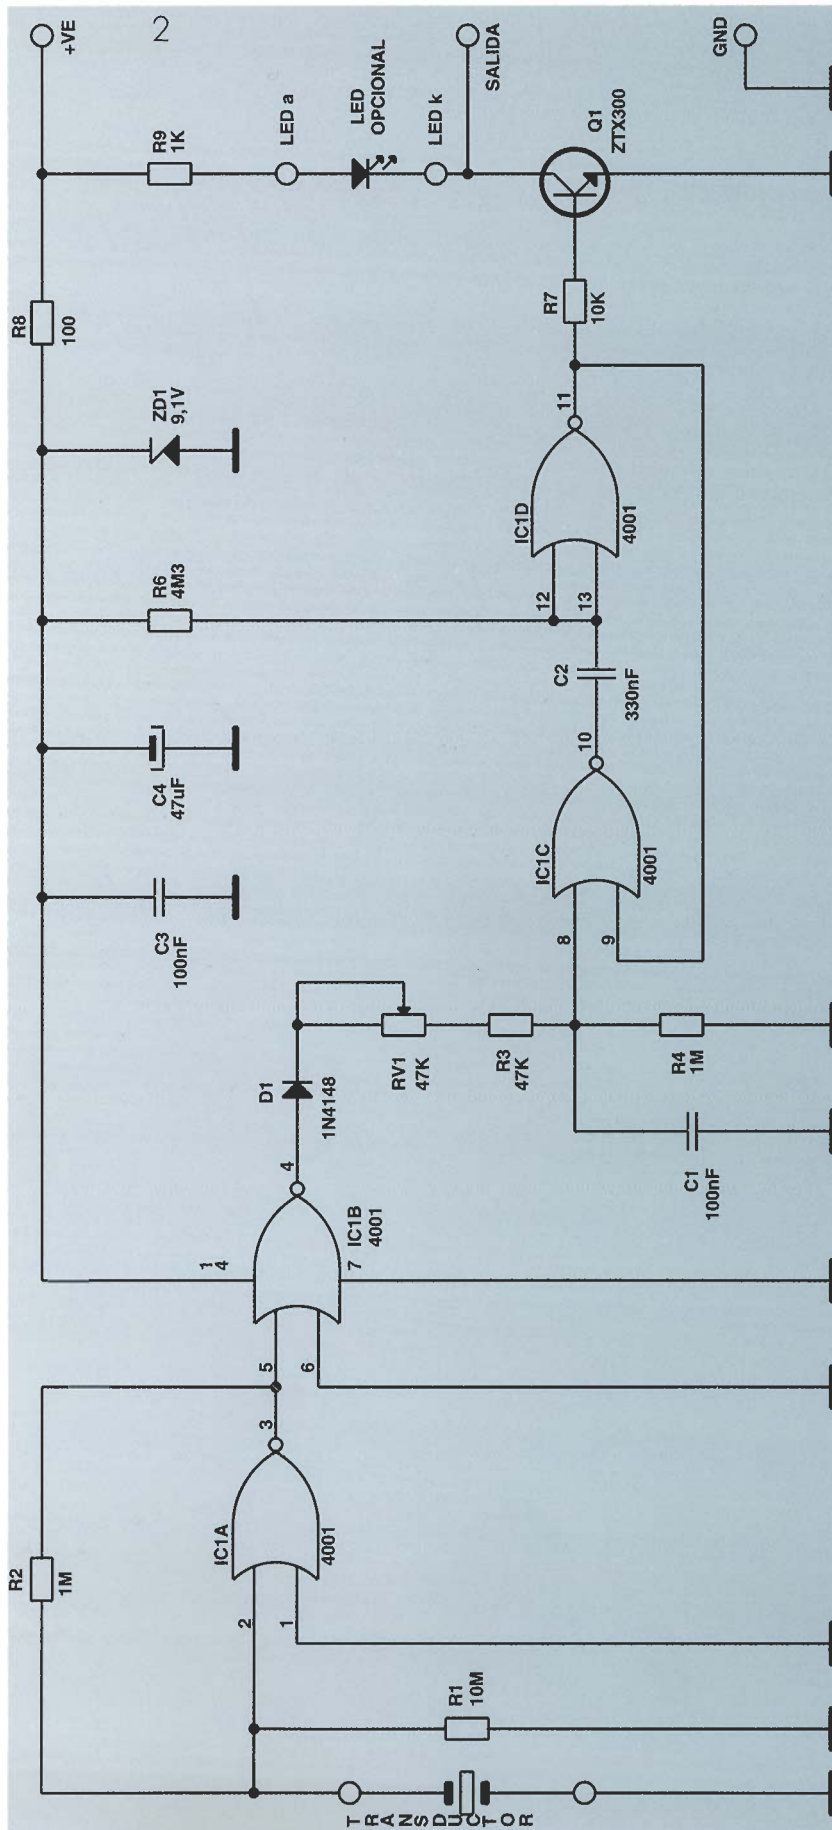 2
TRANSDUCTOR
R1
10M
R2
1M
2
1
IC1A
4001
3
5
6
1
4
7
IC1B
4001
4
D1
1N4148
RV1
47K
R3
47K
R4
1M
C1
100nF
C3
100nF
C4
47uF
R6
4M3
ZD1
9,1V
R8
100
+VE
8
9
IC1C
4001
10
C2
330nF
12
13
IC1D
4001
11
R7
10K
R9
1K
LED a
LED
OPCIONAL
LED k
SALIDA
Q1
ZTX300
GND